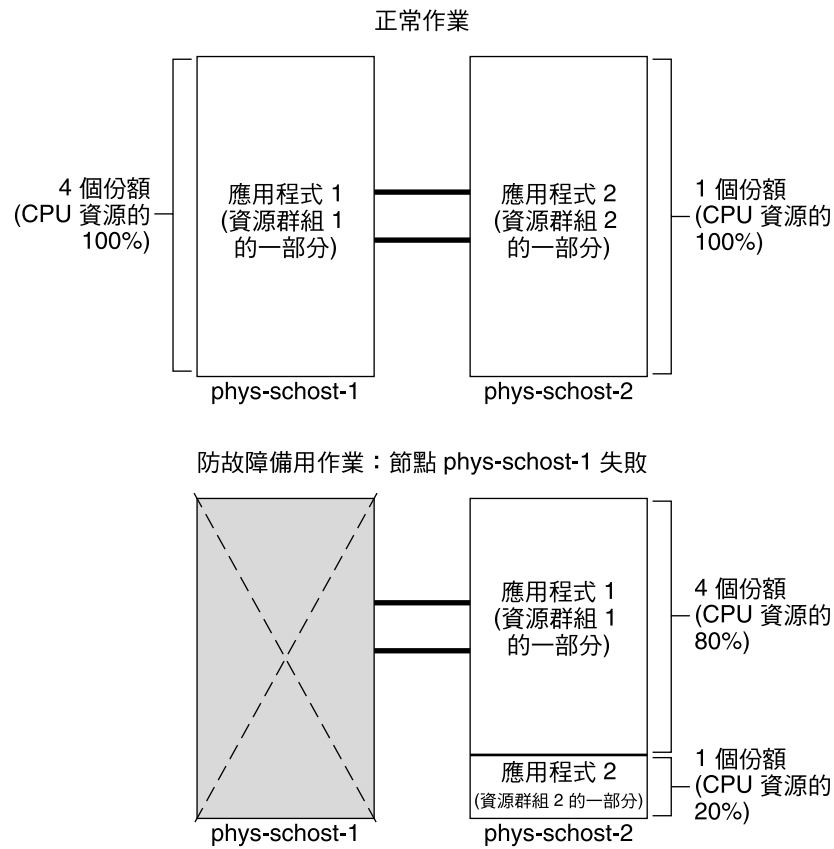 正常作業
4 個份額
(CPU 資源的
100%)
應用程式 1
(資源群組 1
的一部分)
應用程式 2
(資源群組 2
的一部分)
1 個份額
(CPU 資源的
100%)
phys-schost-1
phys-schost-2
防故障備用作業：節點 phys-schost-1 失敗
應用程式 1
(資源群組 1
的一部分)
4 個份額
(CPU 資源的
80%)
應用程式 2
(資源群組 2 的一部分)
1 個份額
(CPU 資源的
20%)
phys-schost-1
phys-schost-2